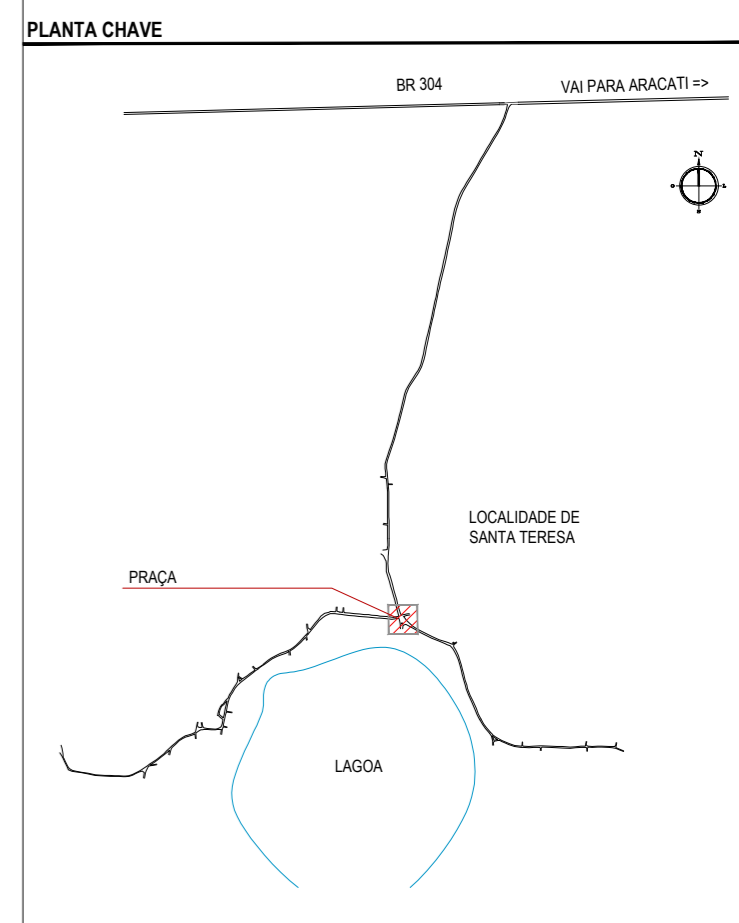 PLANTA CHAVE
BR 304
VAI PARA ARACATI =>
N
LOCALIDADE DE
SANTA TERESA
PRAÇA
LAGOA